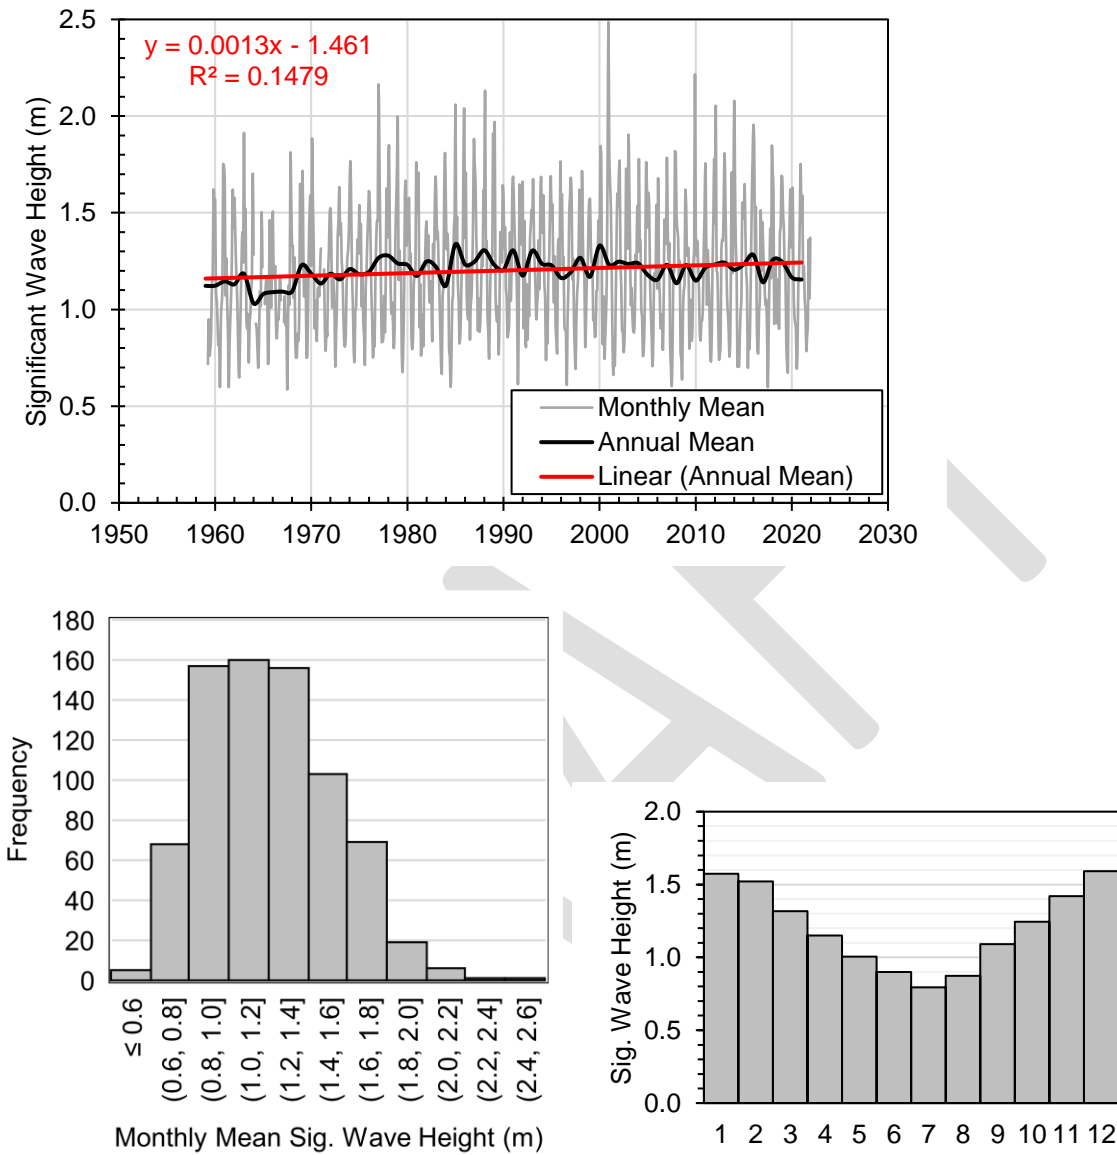 2.5
2.0
1.5
1.0
0.5
0.0
Significant Wave Height (m)
y = 0.0013x - 1.461
R² = 0.1479
Monthly Mean
Annual Mean
Linear (Annual Mean)
1950 1960 1970 1980 1990 2000 2010 2020 2030
180
160
140
120
100
80
60
40
20
0
Frequency
≤ 0.6
(0.6, 0.8]
(0.8, 1.0]
(1.0, 1.2]
(1.2, 1.4]
(1.4, 1.6]
(1.6, 1.8]
(1.8, 2.0]
(2.0, 2.2]
(2.2, 2.4]
(2.4, 2.6]
Monthly Mean Sig. Wave Height (m)
2.0
1.5
1.0
0.5
0.0
Sig. Wave Height (m)
1 2 3 4 5 6 7 8 9 10 11 12